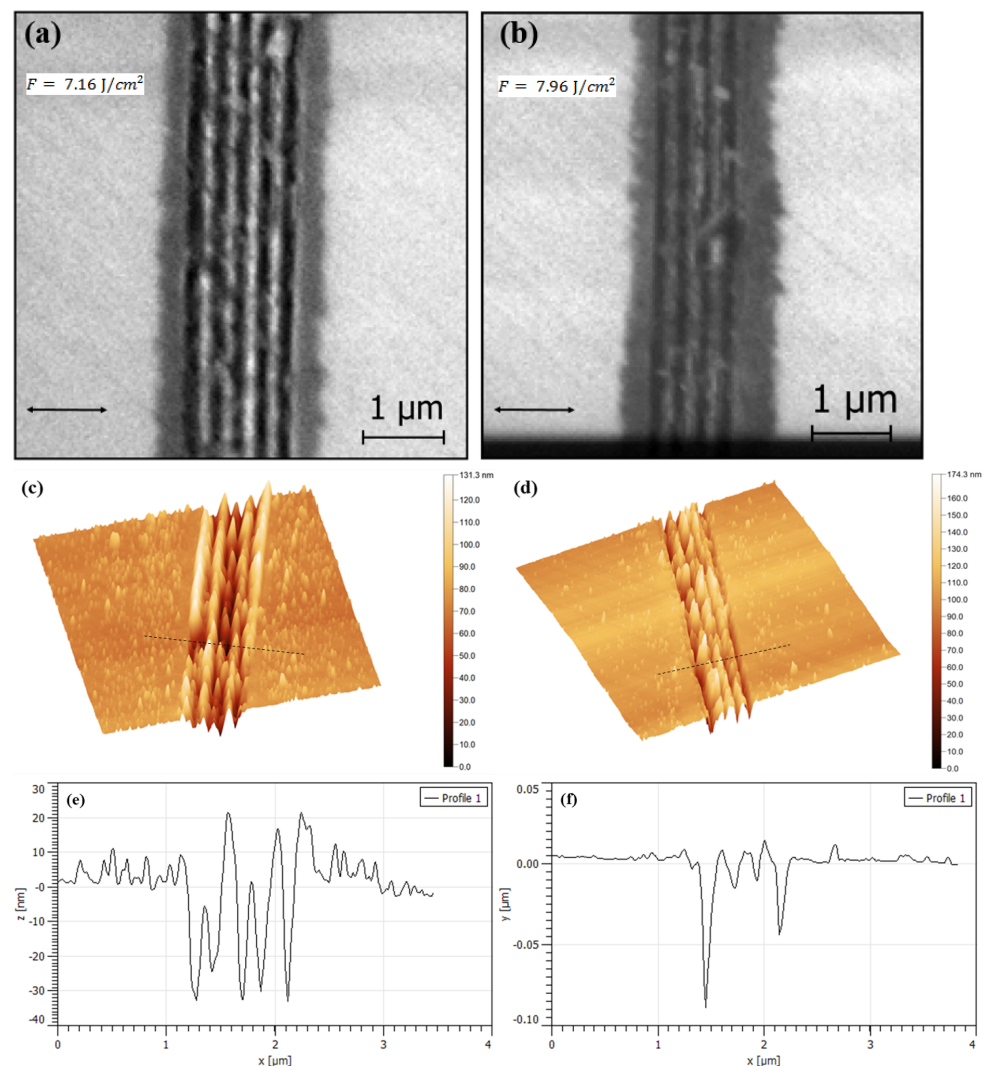 (a)
F = 7.16 J/cm²
1 μm
(b)
F = 7.96 J/cm²
1 μm
(c)
131.3 nm
120.0
110.0
100.0
90.0
80.0
70.0
60.0
50.0
40.0
30.0
20.0
10.0
0.0
(d)
174.3 nm
160.0
150.0
140.0
130.0
120.0
110.0
100.0
90.0
80.0
70.0
60.0
50.0
40.0
30.0
20.0
10.0
0.0
(e)
Profile 1
30
20
10
-0
-10
-20
-30
-40
z [nm]
0
1
2
3
4
x [μm]
(f)
Profile 1
0.05
0.00
-0.05
-0.10
y [μm]
0
1
2
3
4
x [μm]